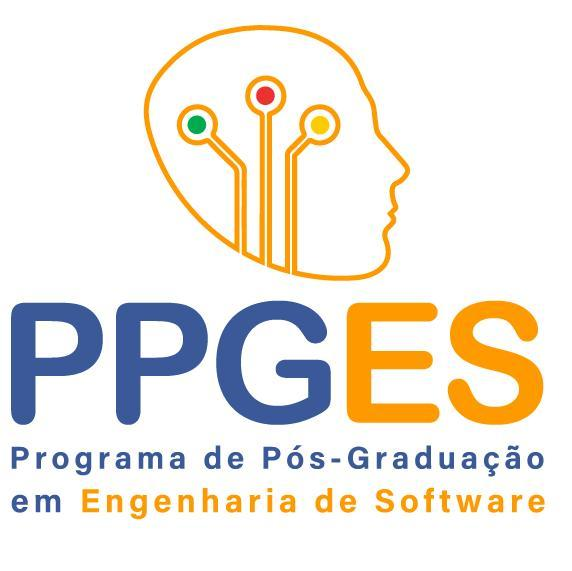 PPGES
Programa de Pós-Graduação
em Engenharia de Software